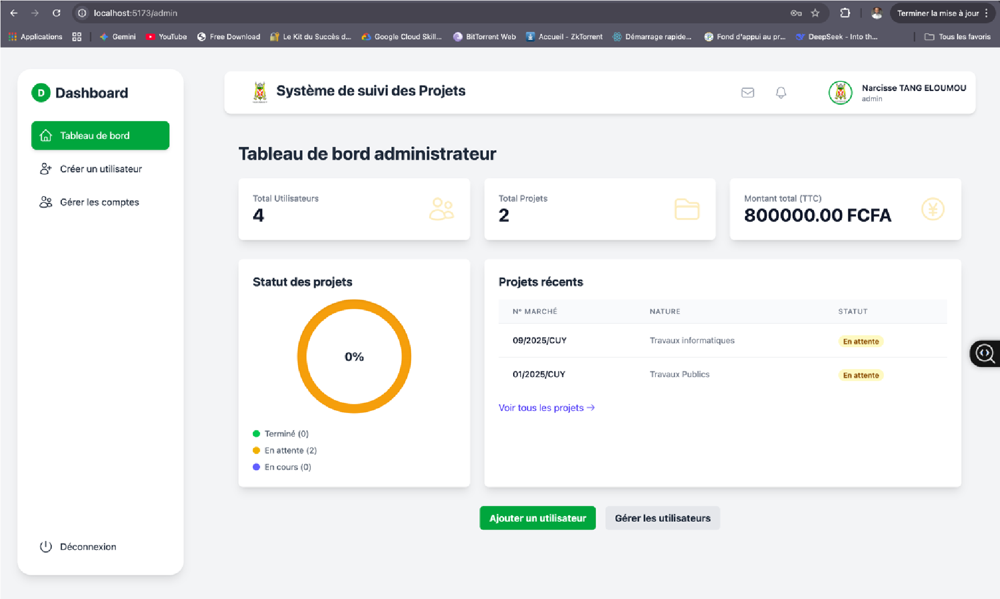 localhost:5173/admin
Terminer la mise à jour
Applications
Gemini
YouTube
Free Download
Le Kit du Succès d...
Google Cloud Skill...
BitTorrent Web
Accueil - ZkTorrent
Démarrage rapide...
Fond d'appui au pr...
DeepSeek - Into th...
Tous les favoris
D Dashboard
Tableau de bord
Créer un utilisateur
Gérer les comptes
Déconnexion
Système de suivi des Projets
Narcisse TANG ELOUMOU
admin
Tableau de bord administrateur
Total Utilisateurs
4
Total Projets
2
Montant total (TTC)
800000.00 FCFA
¥
Statut des projets
0%
Terminé (0)
En attente (2)
En cours (0)
Projets récents
N° MARCHÉ NATURE STATUT
09/2025/CUY Travaux informatiques En attente
01/2025/CUY Travaux Publics En attente
Voir tous les projets →
Ajouter un utilisateur
Gérer les utilisateurs